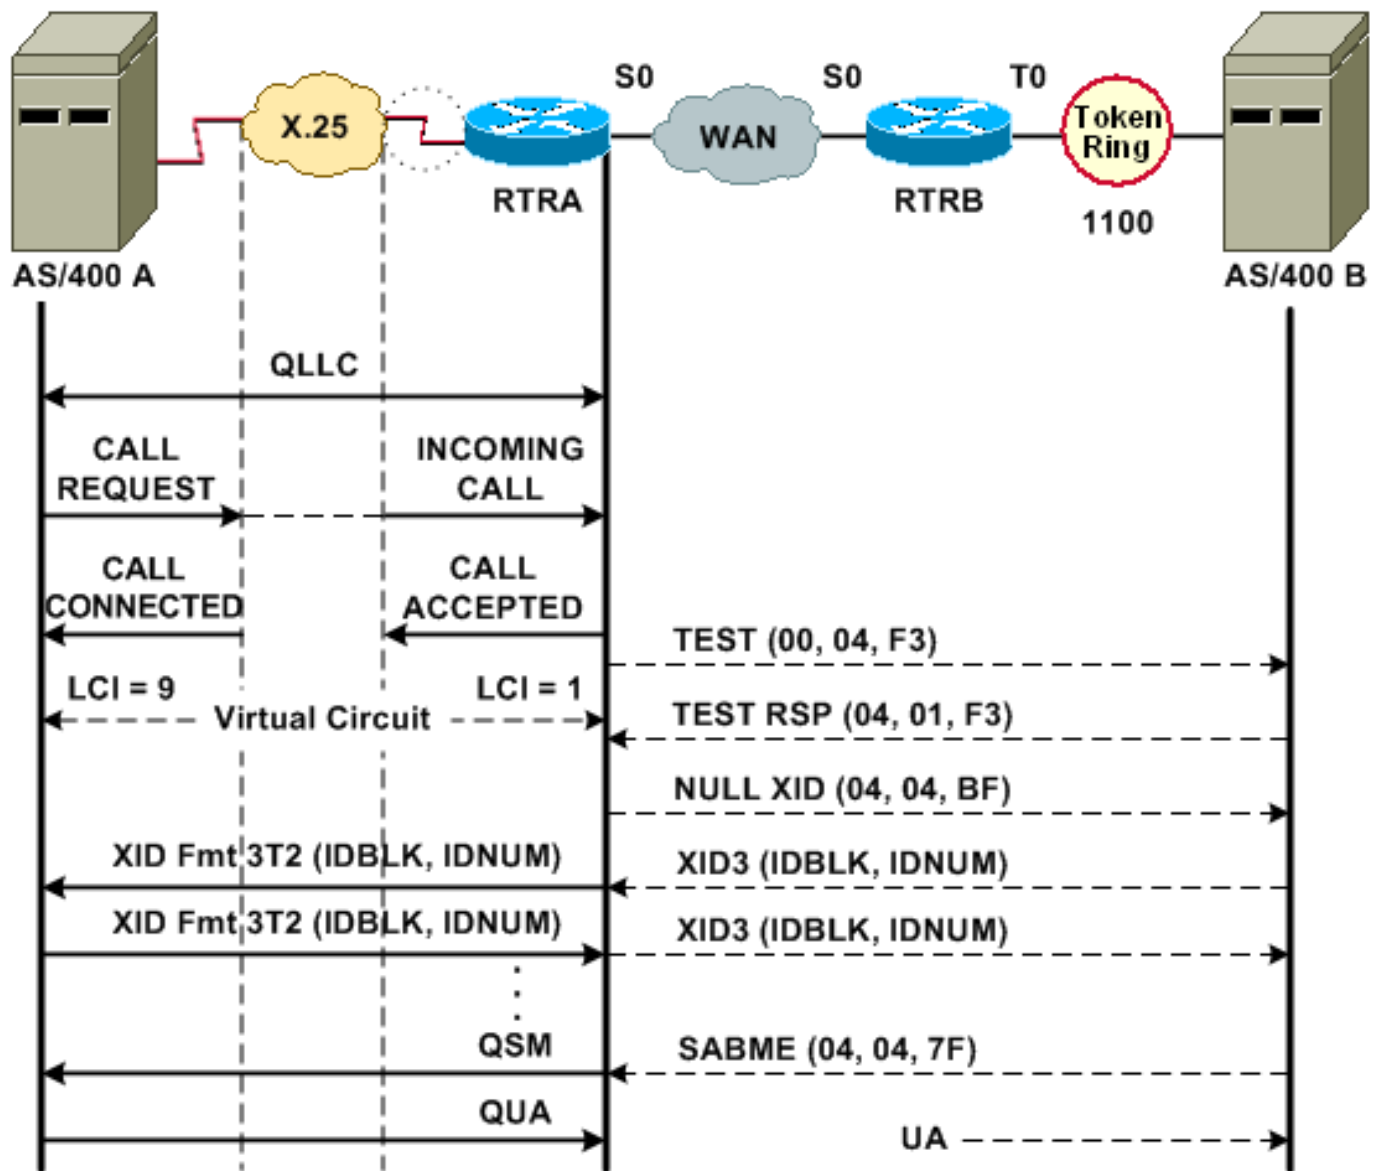 S0
S0
T0
X.25
WAN
Token
Ring
RTRA
RTRB
1100
AS/400 A
AS/400 B
QLLC
CALL
REQUEST
INCOMING
CALL
CALL
CONNECTED
CALL
ACCEPTED
TEST (00, 04, F3)
LCI = 9
LCI = 1
Virtual Circuit
TEST RSP (04, 01, F3)
NULL XID (04, 04, BF)
XID Fmt 3T2 (IDBLK, IDNUM)
XID3 (IDBLK, IDNUM)
XID Fmt 3T2 (IDBLK, IDNUM)
XID3 (IDBLK, IDNUM)
QSM
SABME (04, 04, 7F)
QUA
UA